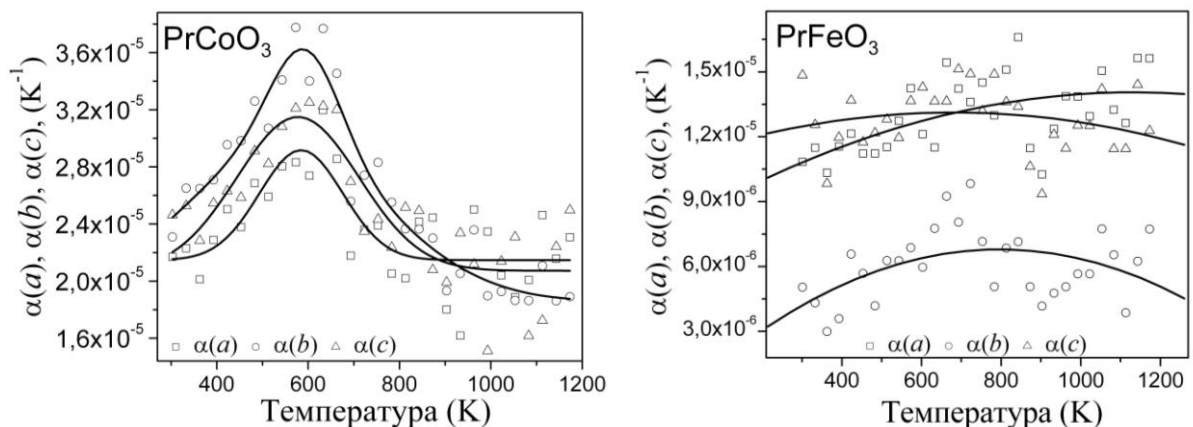 PrCoO3
3,6x10-5
3,2x10-5
2,8x10-5
2,4x10-5
2,0x10-5
1,6x10-5
α(a), α(b), α(c), (K-1)
α(a) α(b) α(c)
400 600 800 1000 1200
Температура (K)
PrFeO3
1,5x10-5
1,2x10-5
9,0x10-6
6,0x10-6
3,0x10-6
α(a), α(b), α(c), (K-1)
α(a) α(b) α(c)
400 600 800 1000 1200
Температура (K)